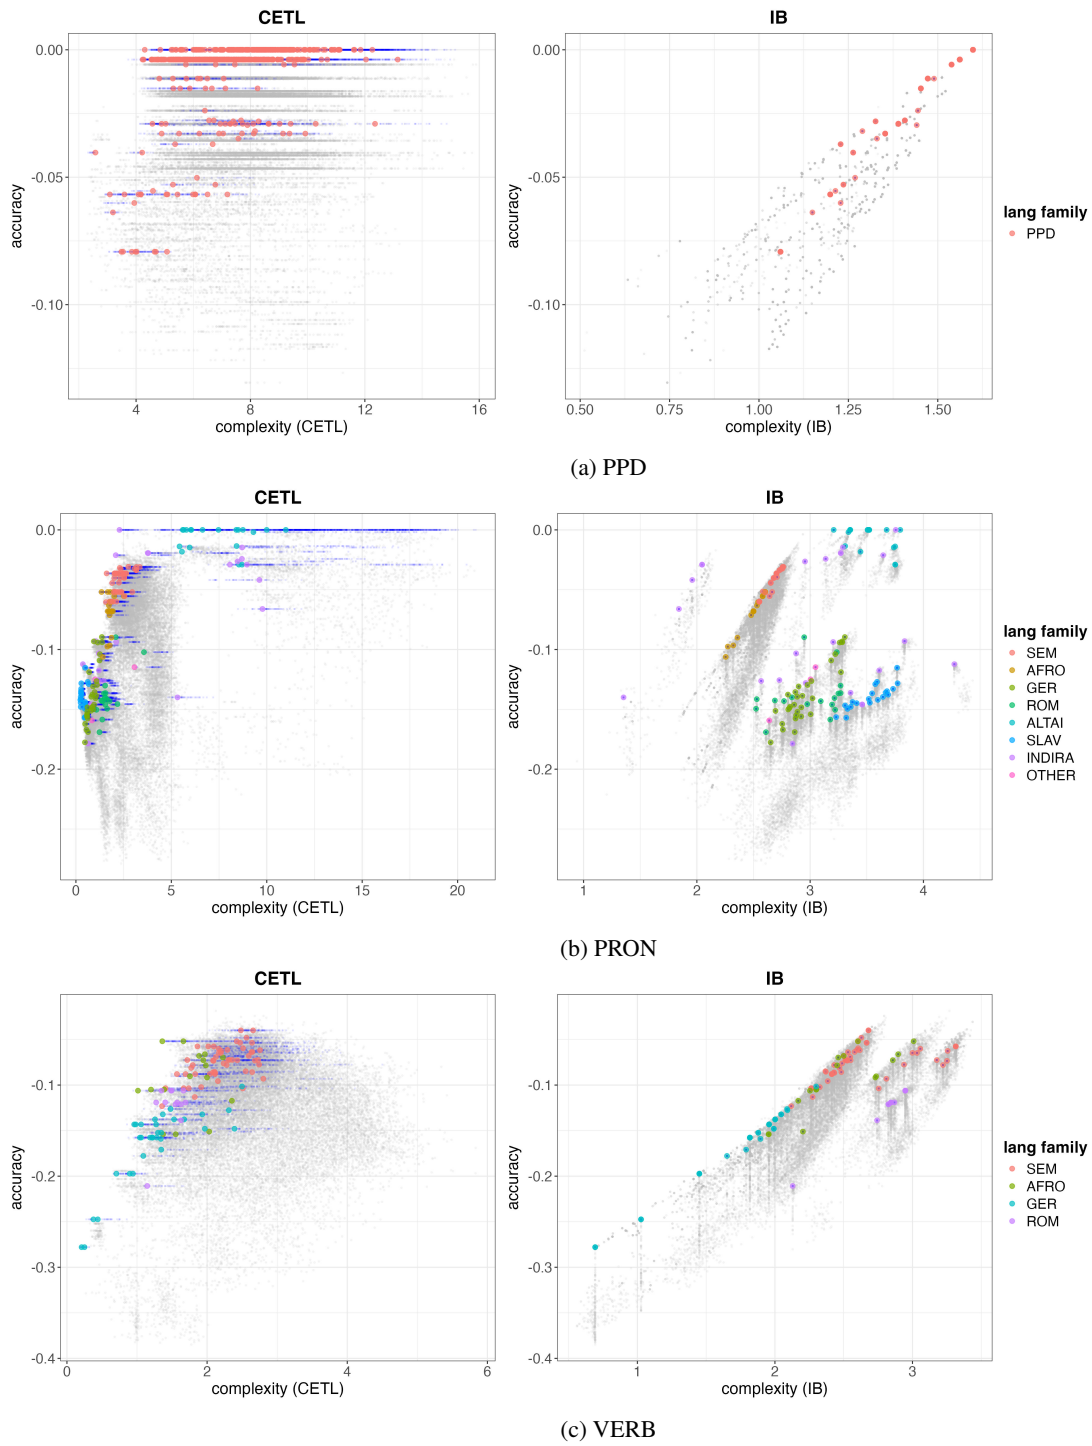 CETL IB
0.00 0.00
-0.05 -0.05
-0.10 -0.10
accuracy accuracy
lang family
PPD
4 8 12 16 0.50 0.75 1.00 1.25 1.50
complexity (CETL) complexity (IB)
(a) PPD
CETL IB
0.0 0.0
-0.1 -0.1
-0.2 -0.2
accuracy accuracy
lang family
SEM
AFRO
GER
ROM
ALTAI
SLAV
INDIRA
OTHER
0 5 10 15 20 1 2 3 4
complexity (CETL) complexity (IB)
(b) PRON
CETL IB
-0.1 -0.1
-0.2 -0.2
-0.3 -0.3
-0.4 -0.4
accuracy accuracy
lang family
SEM
AFRO
GER
ROM
0 2 4 6 1 2 3
complexity (CETL) complexity (IB)
(c) VERB